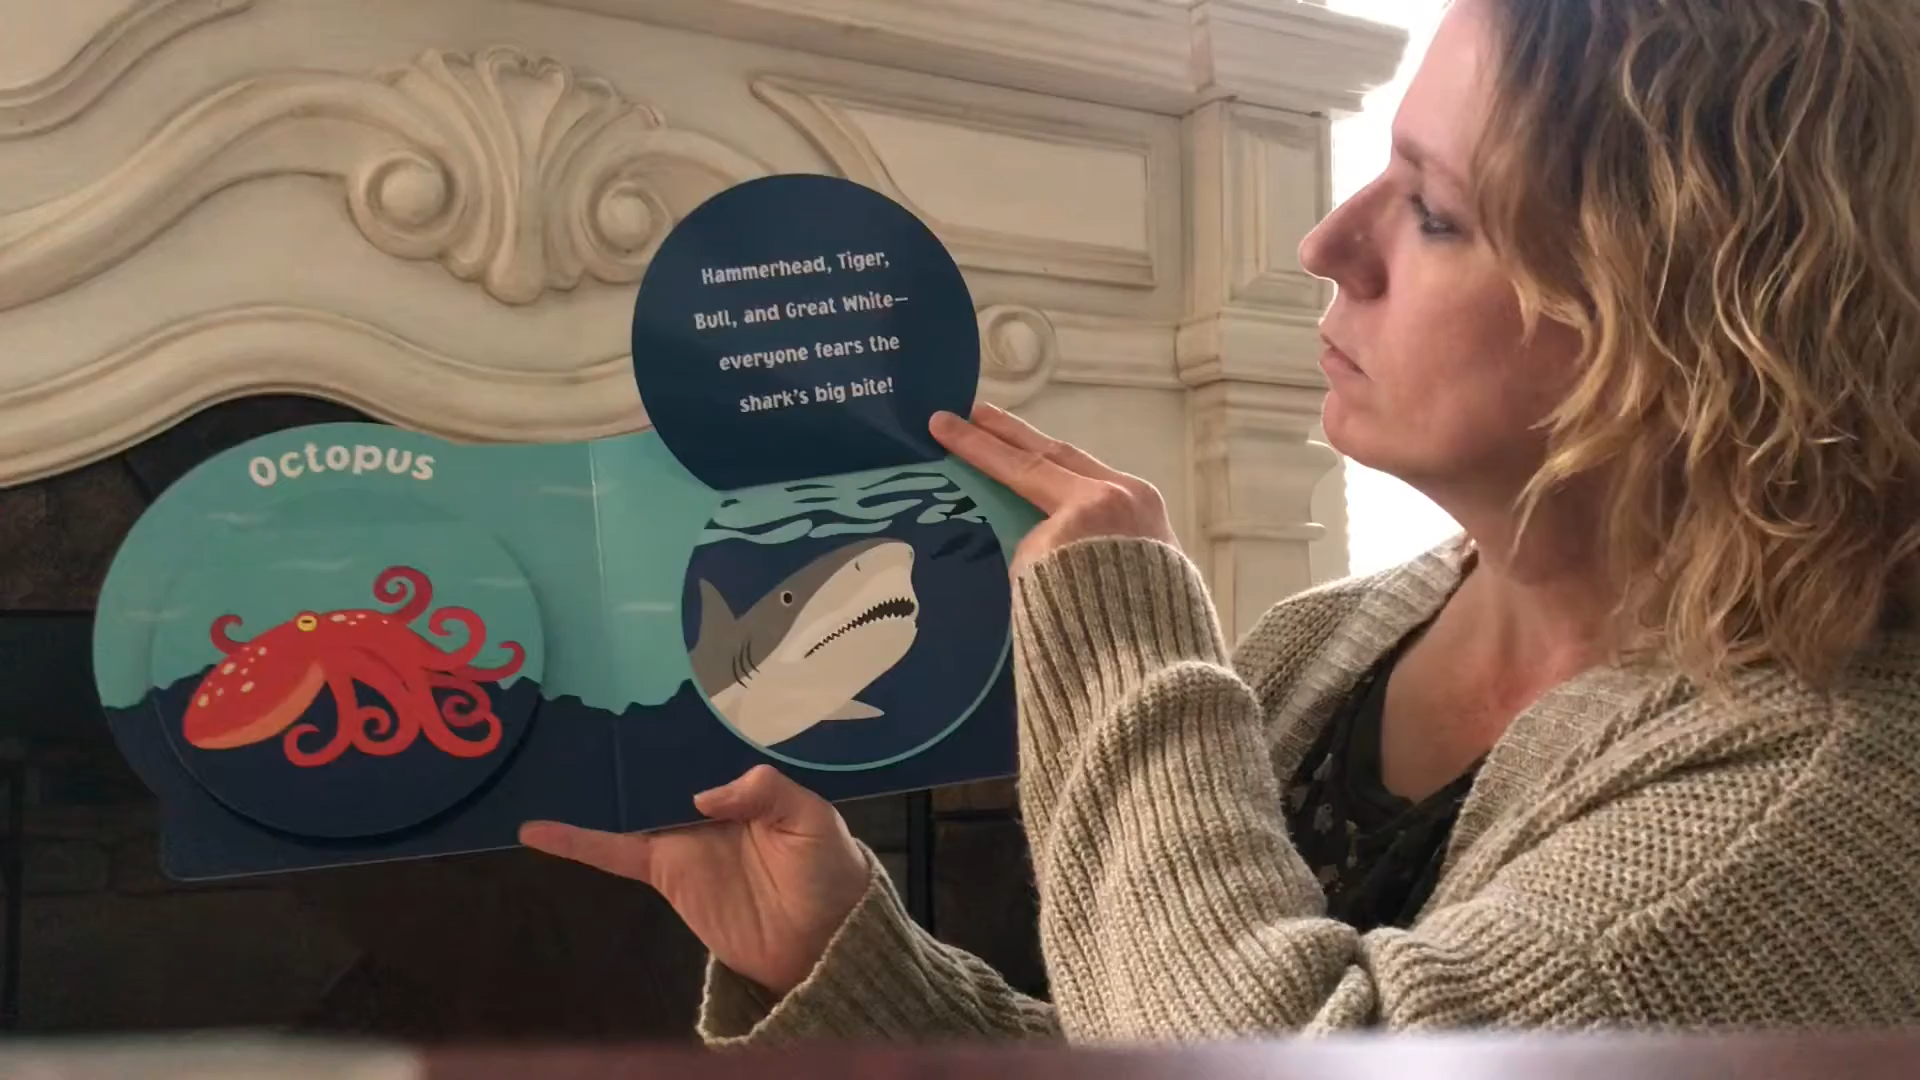 Octopus
Hammerhead, Tiger,
Bull, and Great White—
everyone fears the
shark's big bite!